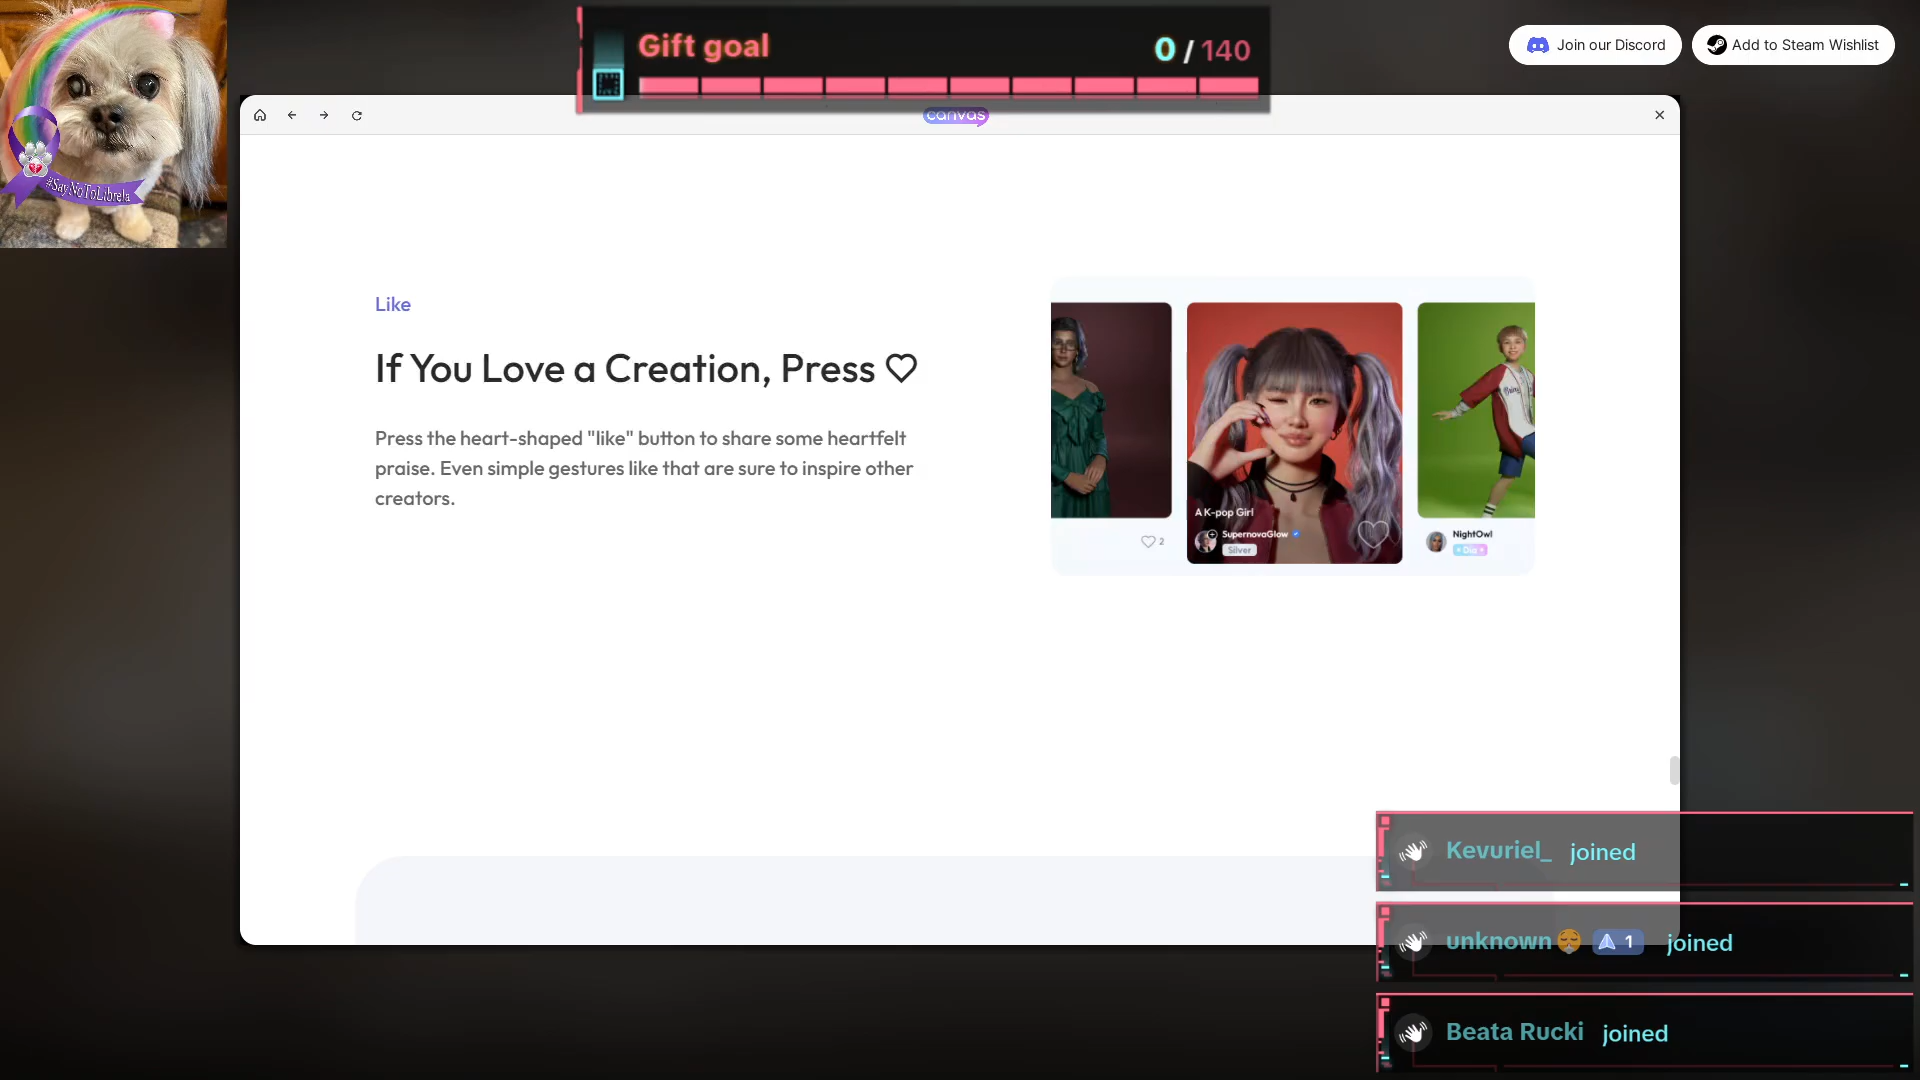 #SayNoToLibrela
Gift goal
0 / 140
Join our Discord
Add to Steam Wishlist
canvas
Like
If You Love a Creation, Press ♡
Press the heart-shaped "like" button to share some heartfelt
praise. Even simple gestures like that are sure to inspire other
creators.
2
A K-pop Girl
SupernovaGlow
Silver
NightOwl
Kevuriel_ joined
unknown 1 joined
Beata Rucki joined